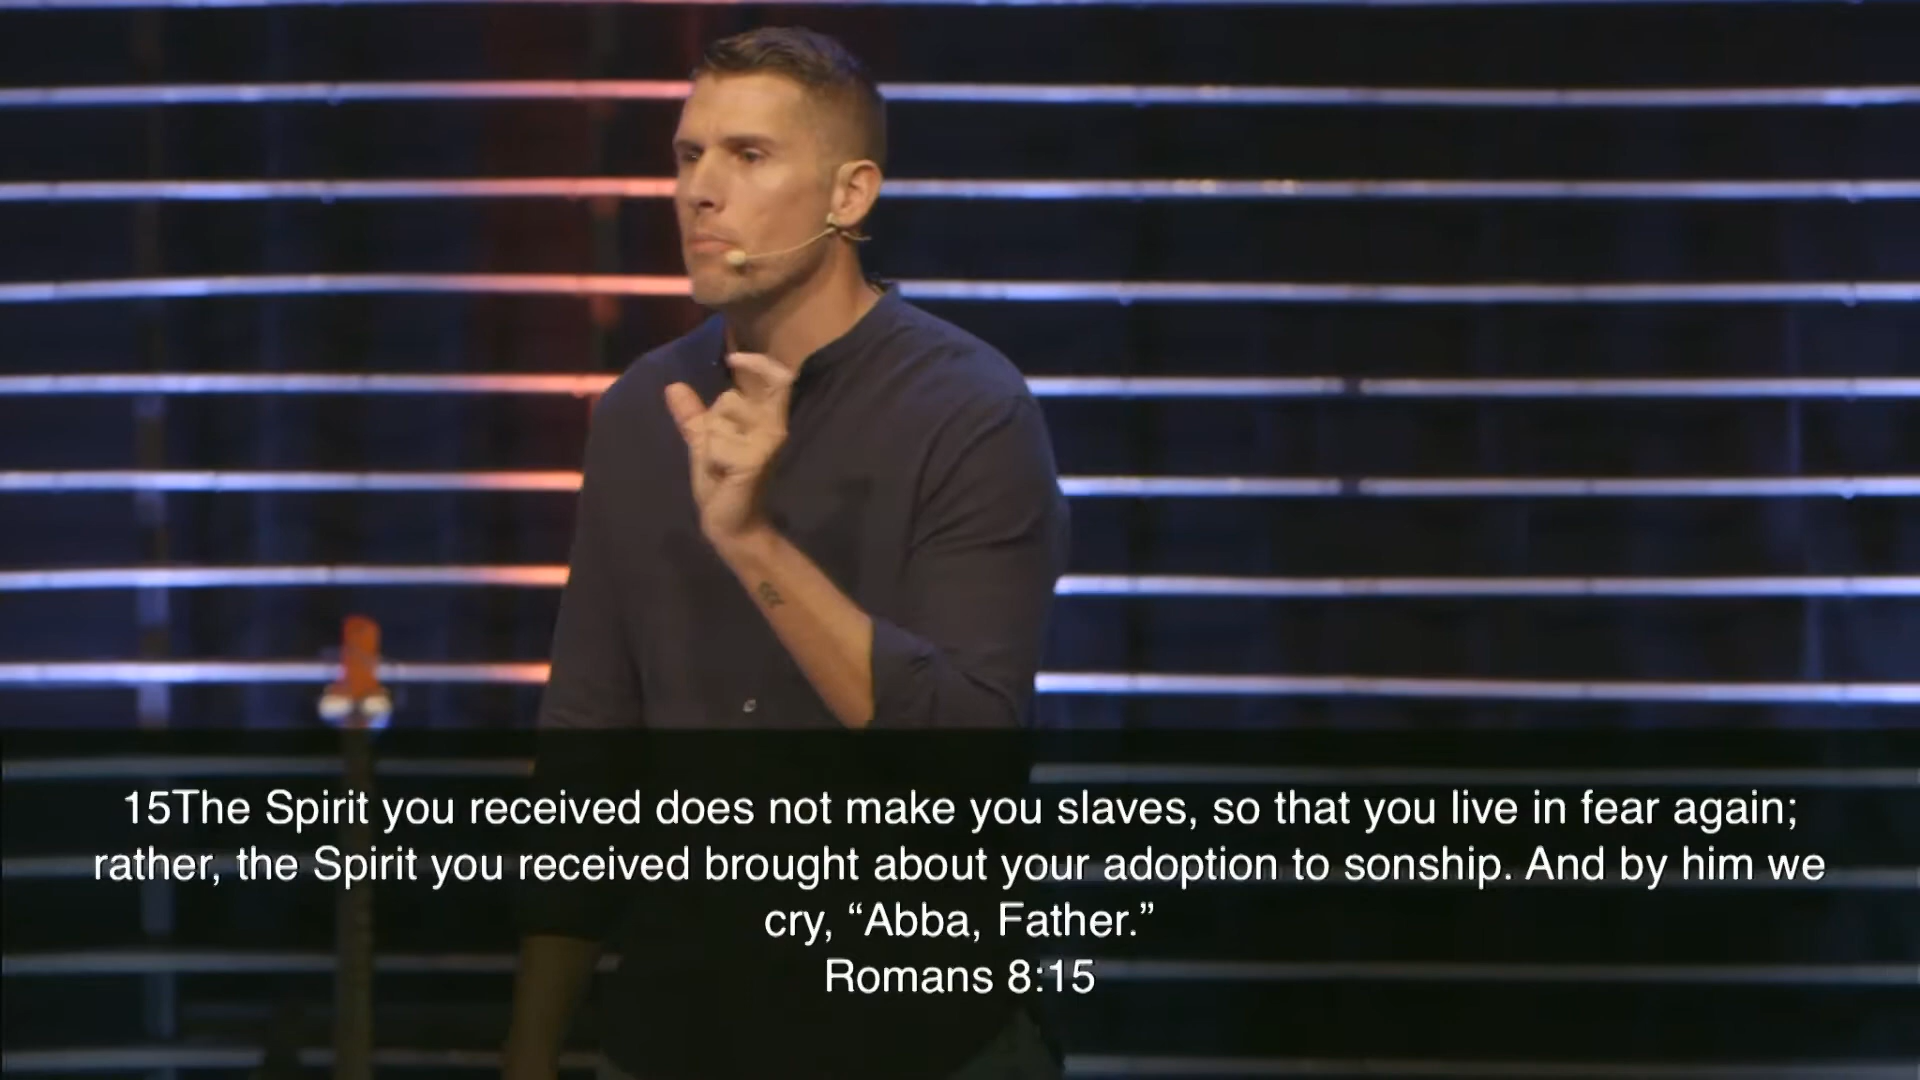 15The Spirit you received does not make you slaves, so that you live in fear again;
rather, the Spirit you received brought about your adoption to sonship. And by him we
cry, “Abba, Father.”
Romans 8:15